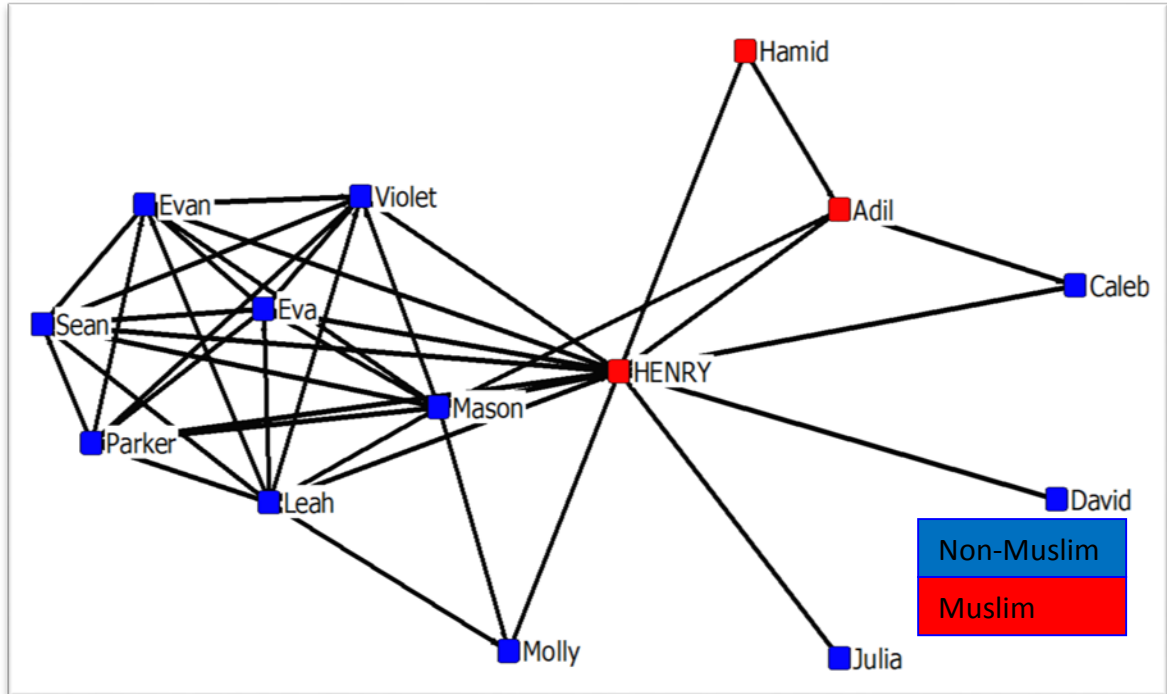 Hamid
Evan
Violet
Adil
Caleb
Eva
Sean
HENRY
Mason
Parker
Leah
David
Non-Muslim
Muslim
Molly
Julia